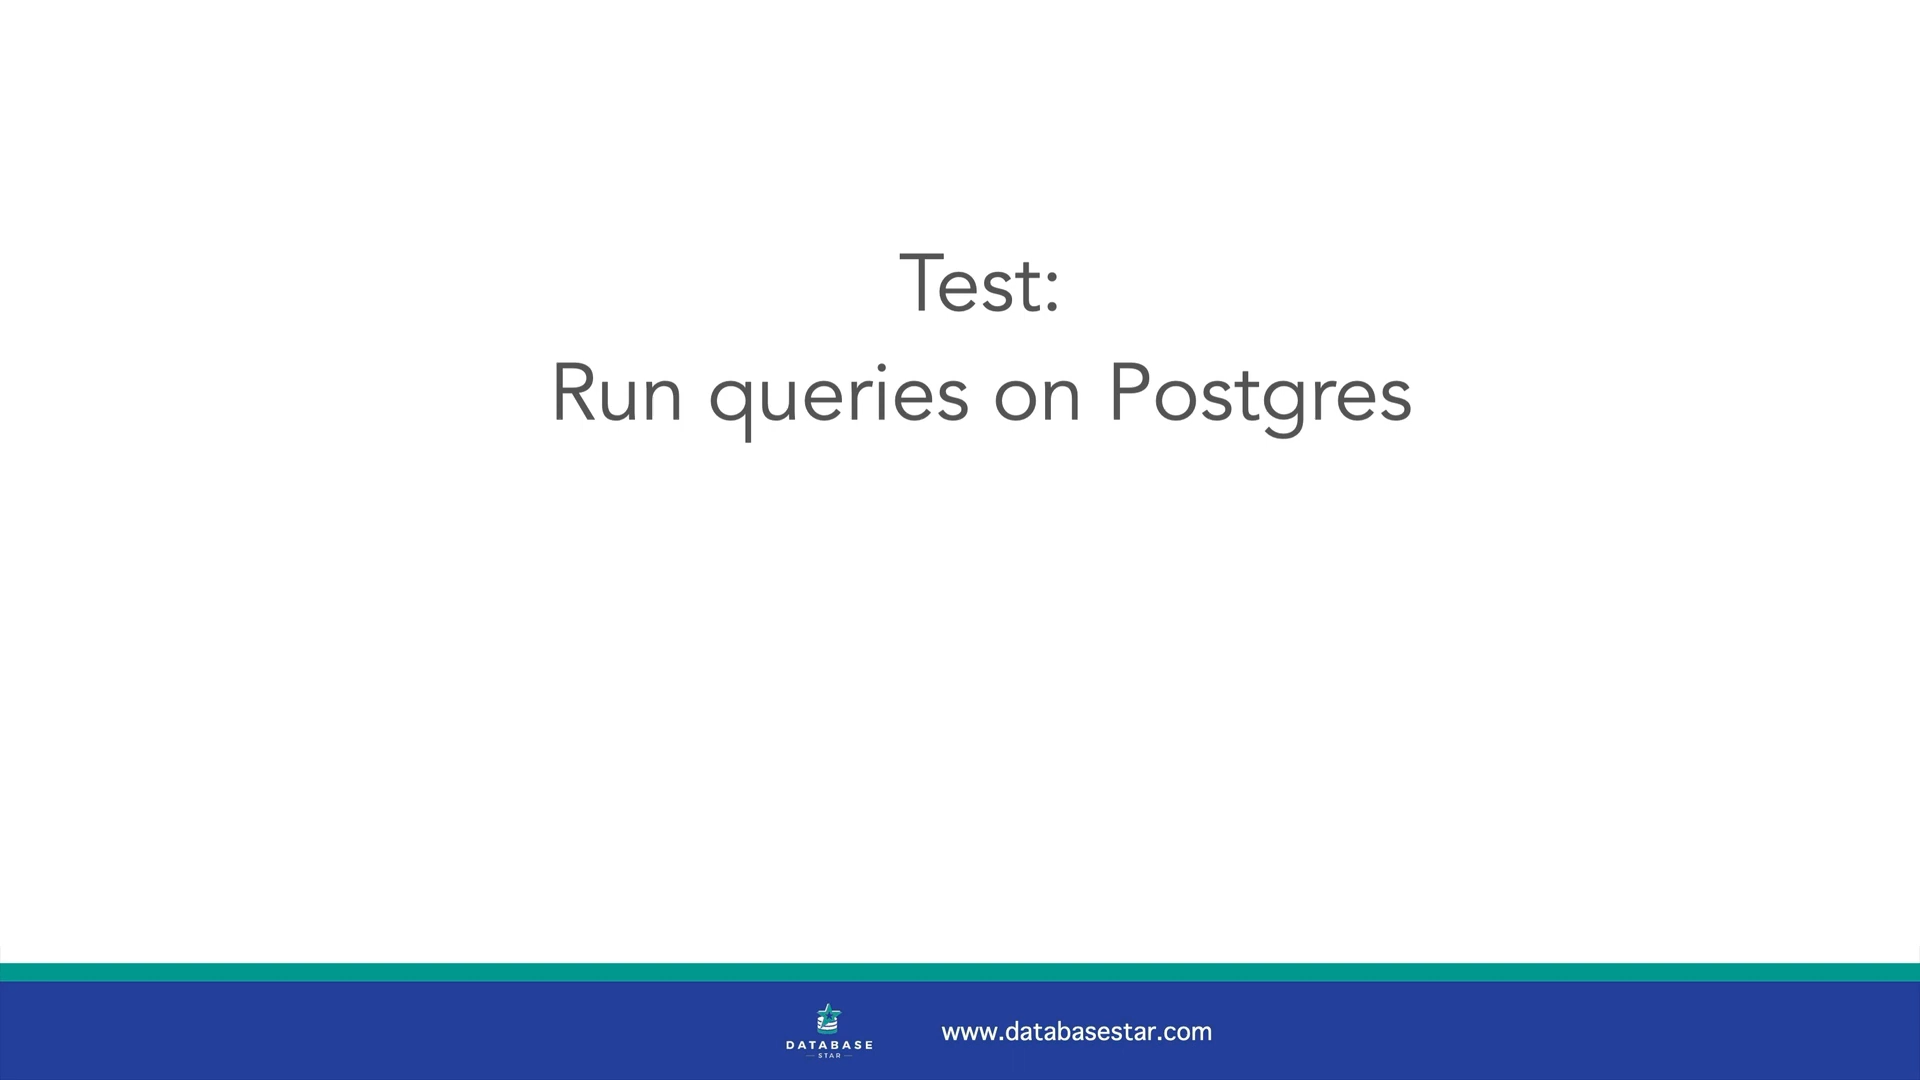 Test:
Run queries on Postgres
DATABASE
STAR
www.databasestar.com